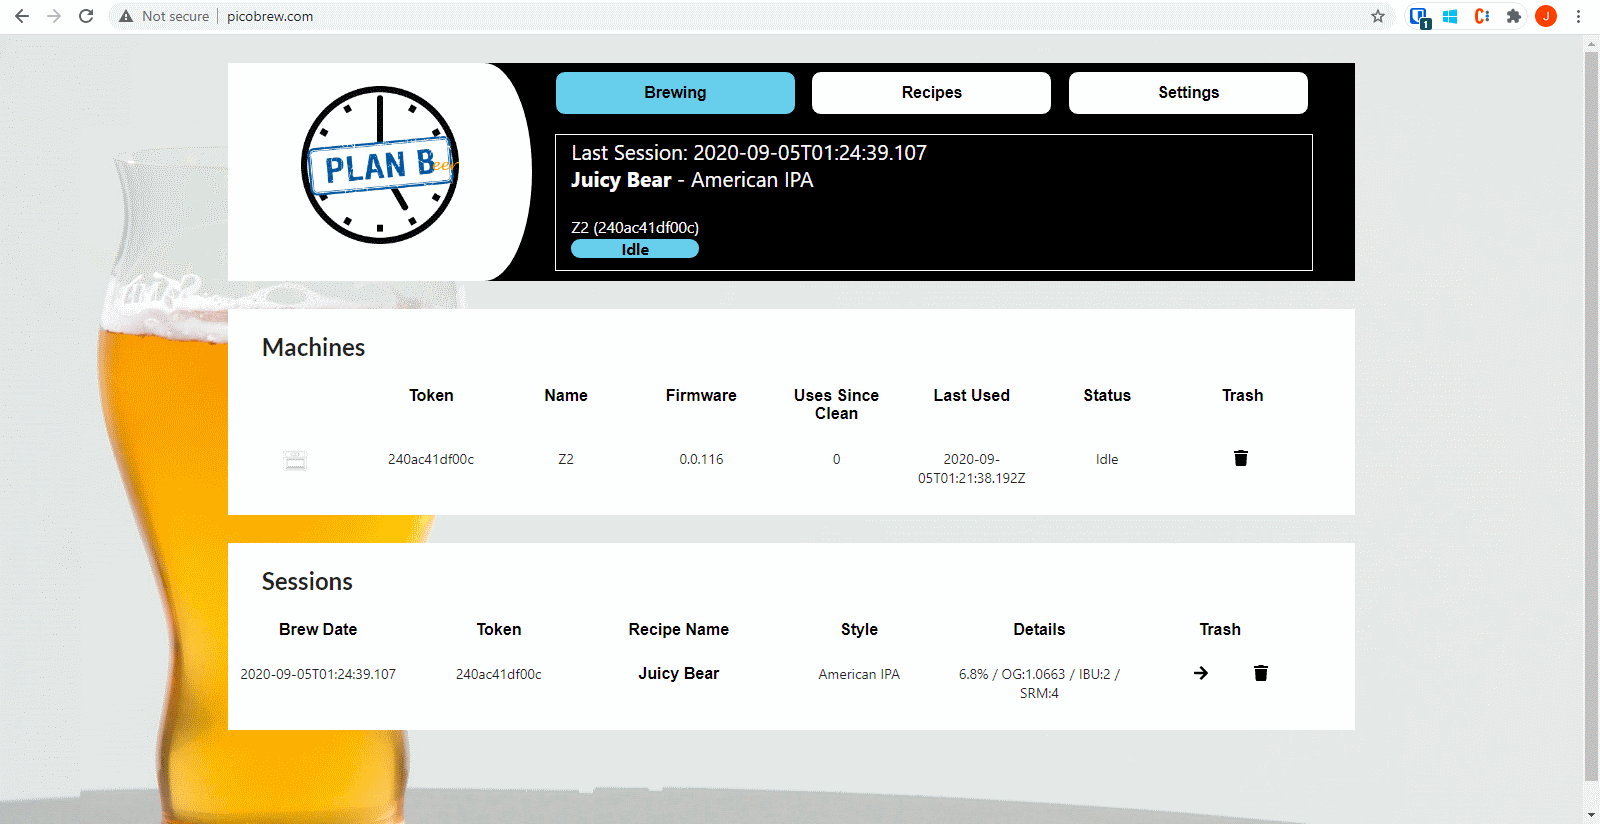 Not secure
picobrew.com
1
J
PLAN Beer
Brewing
Recipes
Settings
Last Session: 2020-09-05T01:24:39.107
Juicy Bear - American IPA
Z2 (240ac41df00c)
Idle
Machines
Token Name Firmware Uses Since Clean Last Used Status Trash
240ac41df00c Z2 0.0.116 0 2020-09-05T01:21:38.192Z Idle
Sessions
Brew Date Token Recipe Name Style Details Trash
2020-09-05T01:24:39.107 240ac41df00c Juicy Bear American IPA 6.8% / OG:1.0663 / IBU:2 /
SRM:4